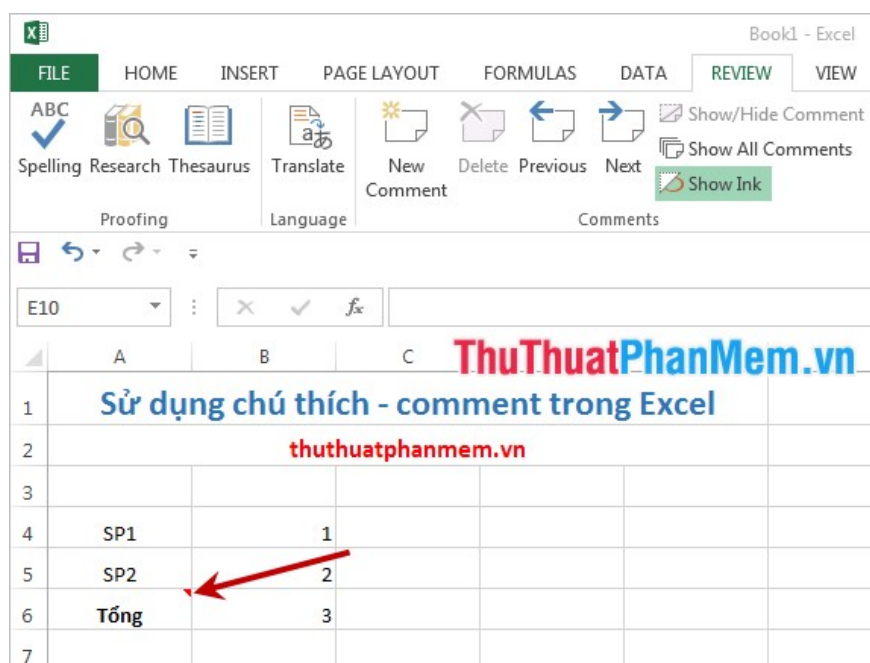 Book1 - Excel
FILE HOME INSERT PAGE LAYOUT FORMULAS DATA REVIEW VIEW
ABC
Spelling Research Thesaurus Translate New Comment Delete Previous Next
Show/Hide Comment
Show All Comments
Show Ink
Proofing Language Comments
E10 fx
A B C
ThuThuatPhanMem.vn
1 Sử dụng chú thích - comment trong Excel
2 thuthuatphanmem.vn
3
4 SP1 1
5 SP2 2
6 Tổng 3
7